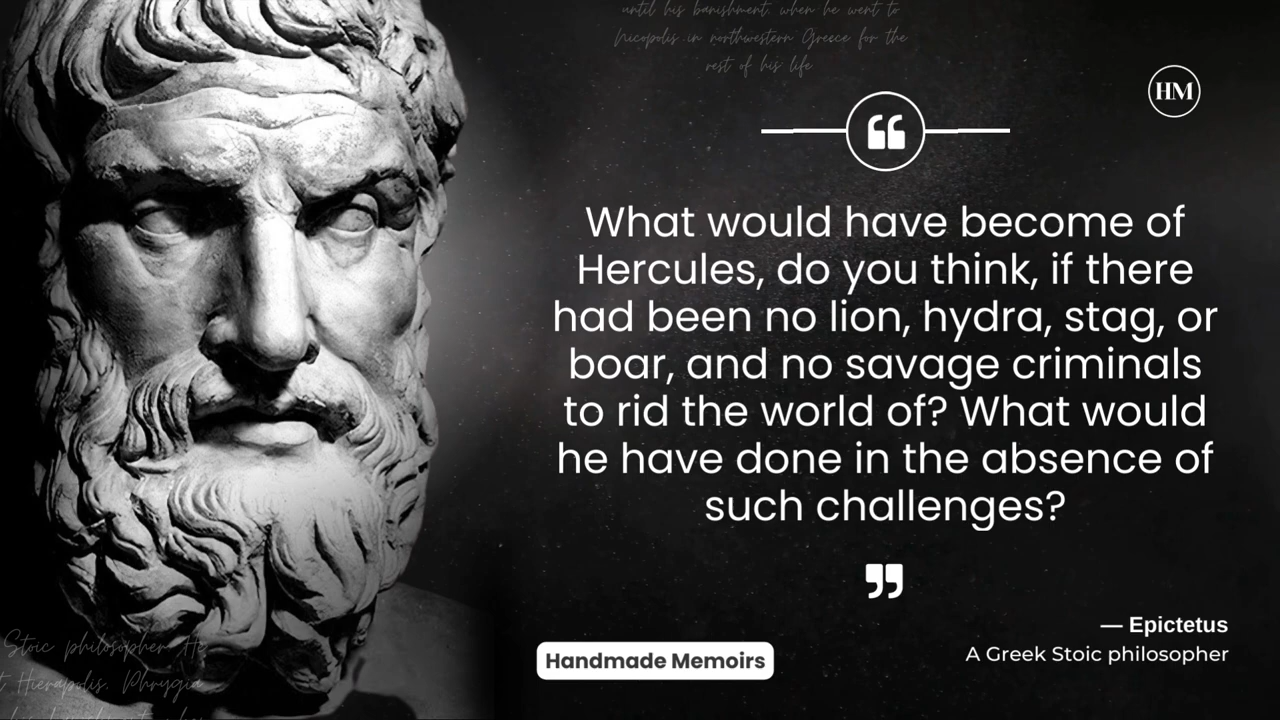 until his banishment, when he went to
Nicopolis in northwestern Greece for the
rest of his life.
HM
“
What would have become of
Hercules, do you think, if there
had been no lion, hydra, stag, or
boar, and no savage criminals
to rid the world of? What would
he have done in the absence of
such challenges?
”
— Epictetus
A Greek Stoic philosopher
Handmade Memoirs
Stoic philosopher. He
Hierapolis, Phrygia